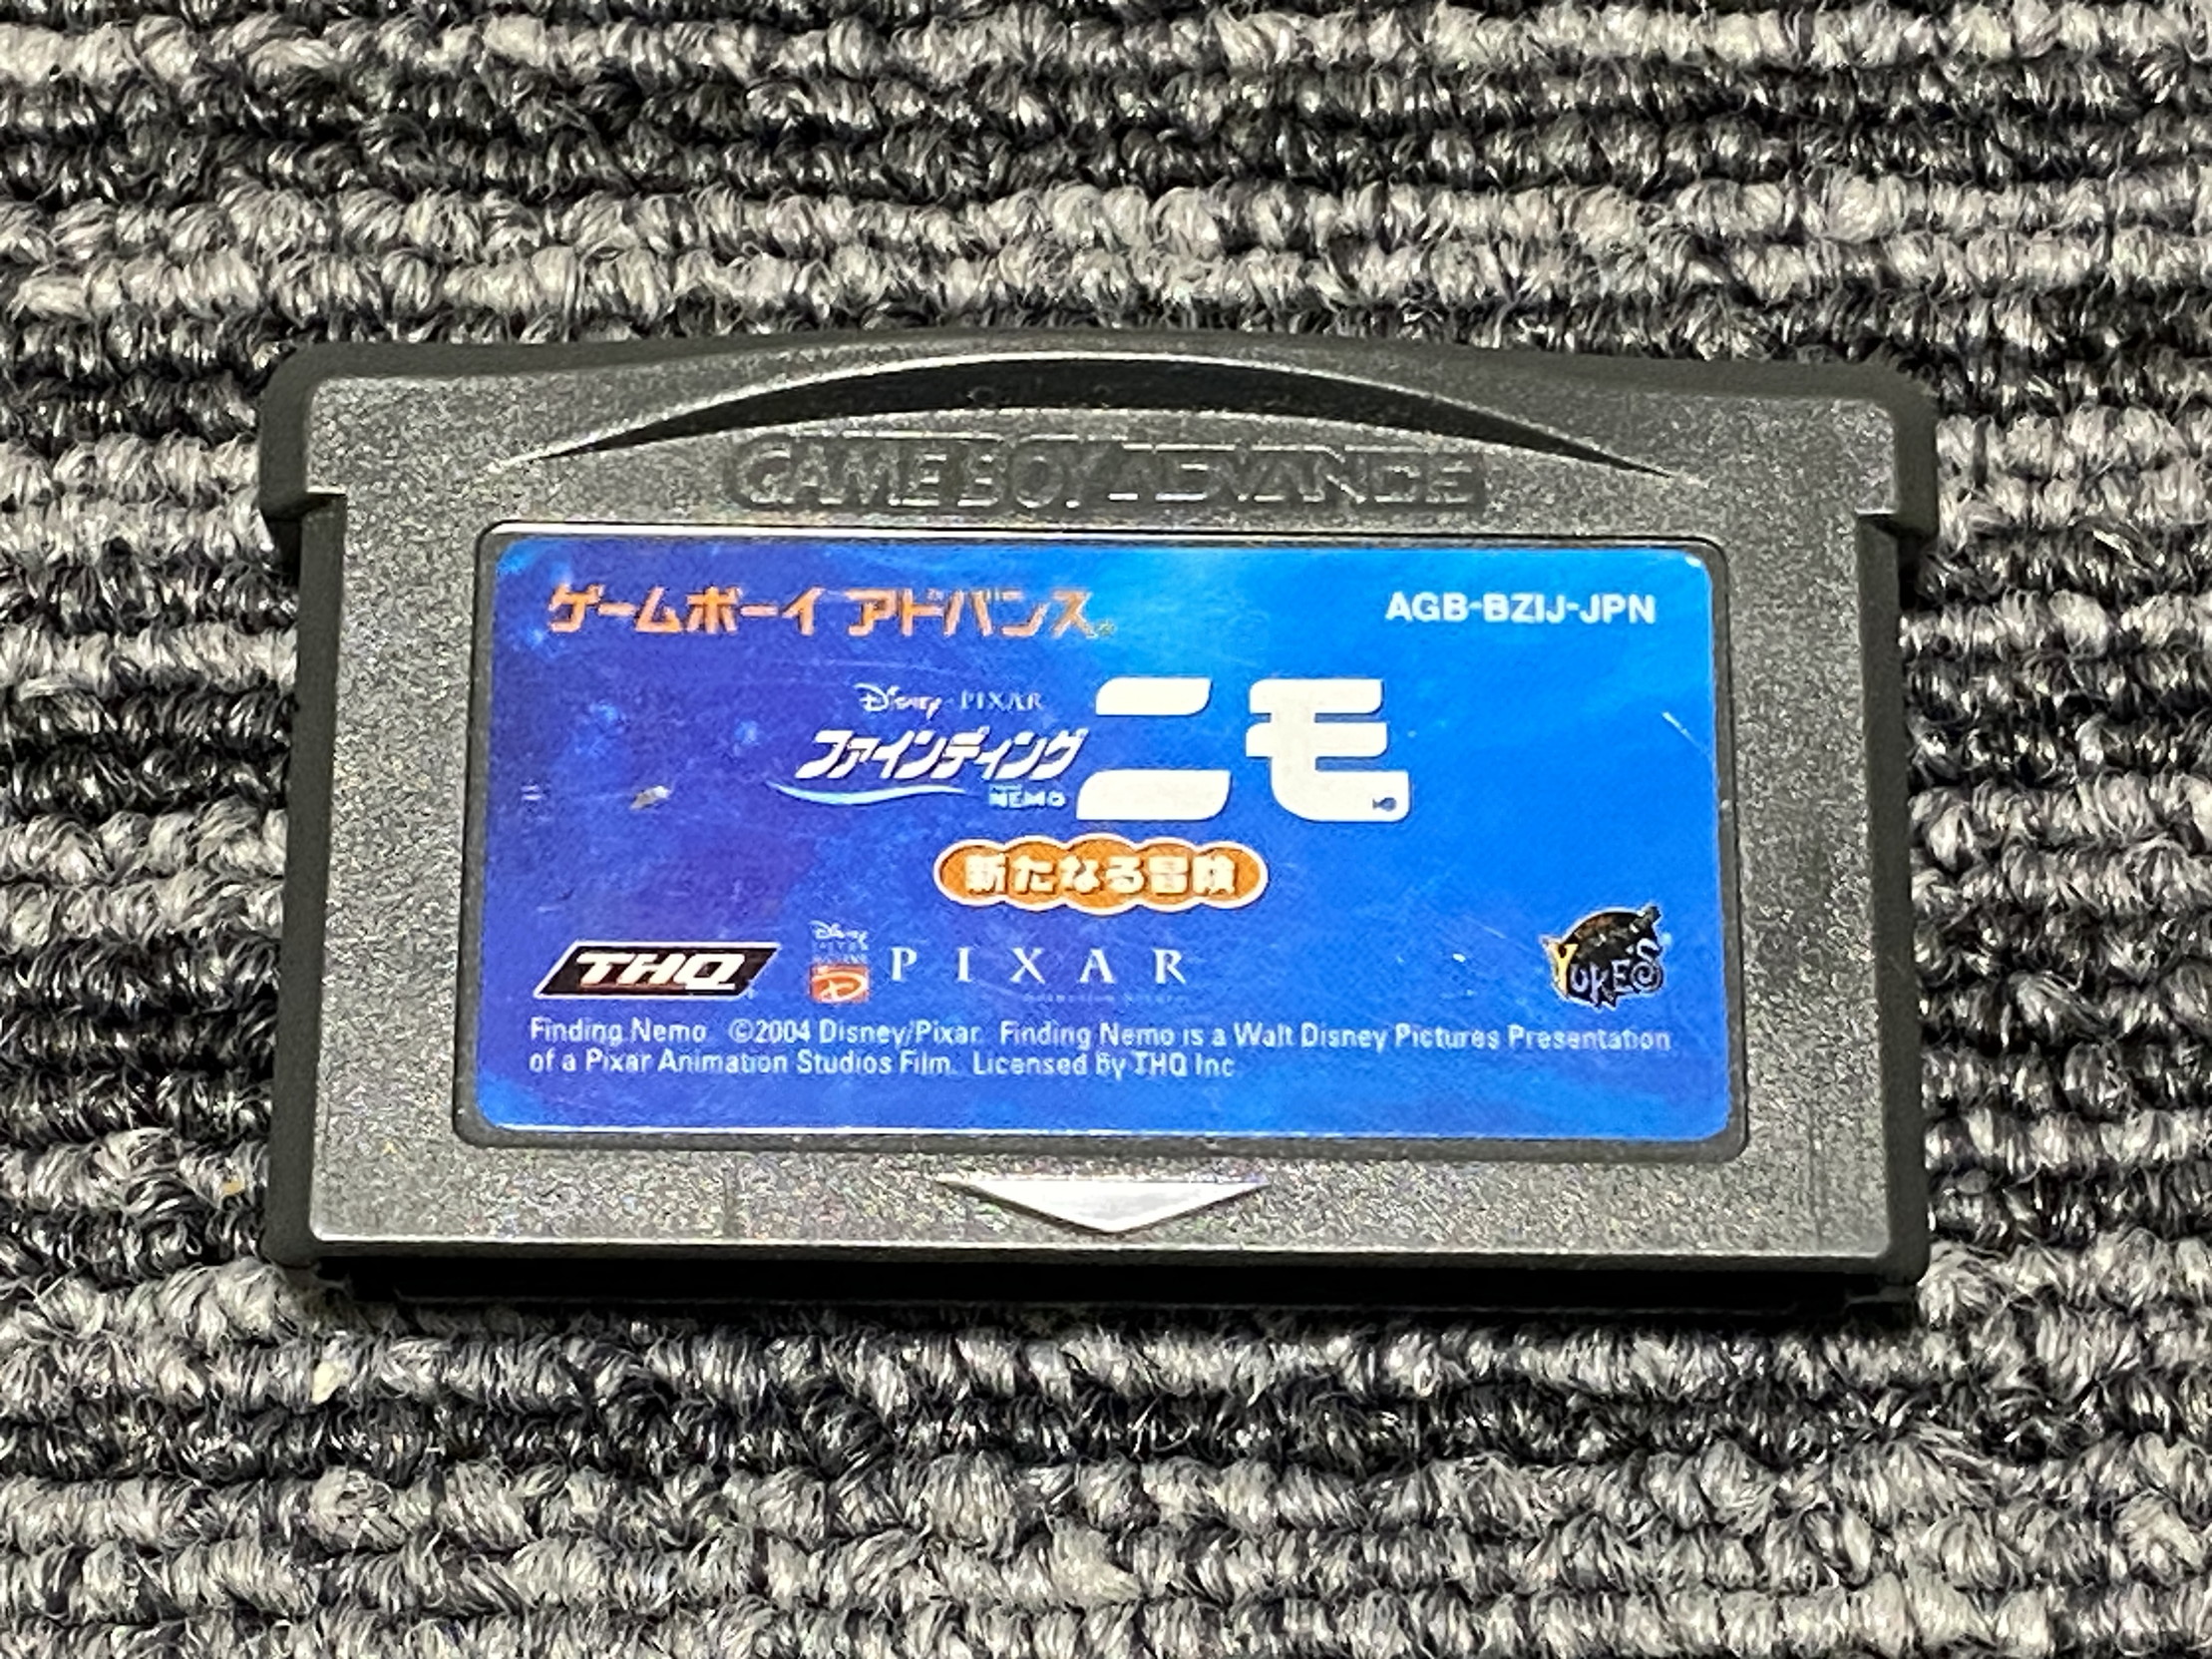 GAME BOY ADVANCE
ゲームボーイ アドバンス
AGB-BZIJ-JPN
Disney PIXAR
ファインディング ニモ
NEMO
新たなる冒険
THQ
Disney
PIXAR
YUKE'S
Finding Nemo ©2004 Disney/Pixar. Finding Nemo is a Walt Disney Pictures Presentation
of a Pixar Animation Studios Film. Licensed by THQ Inc